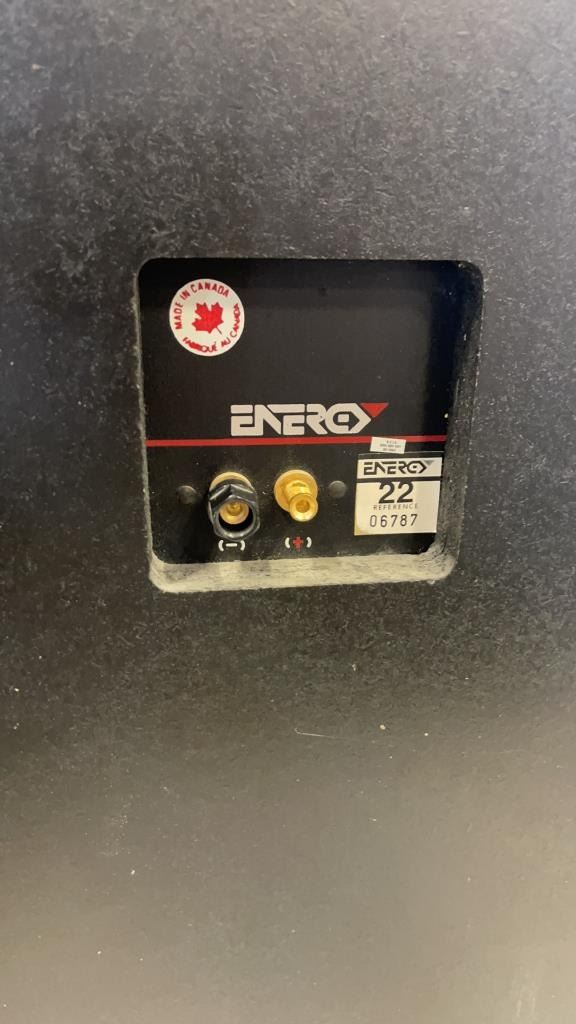 MADE IN CANADA
FABRIQUÉ AU CANADA
ENERGY
ENERGY
22
REFERENCE
06787
(-) (+)